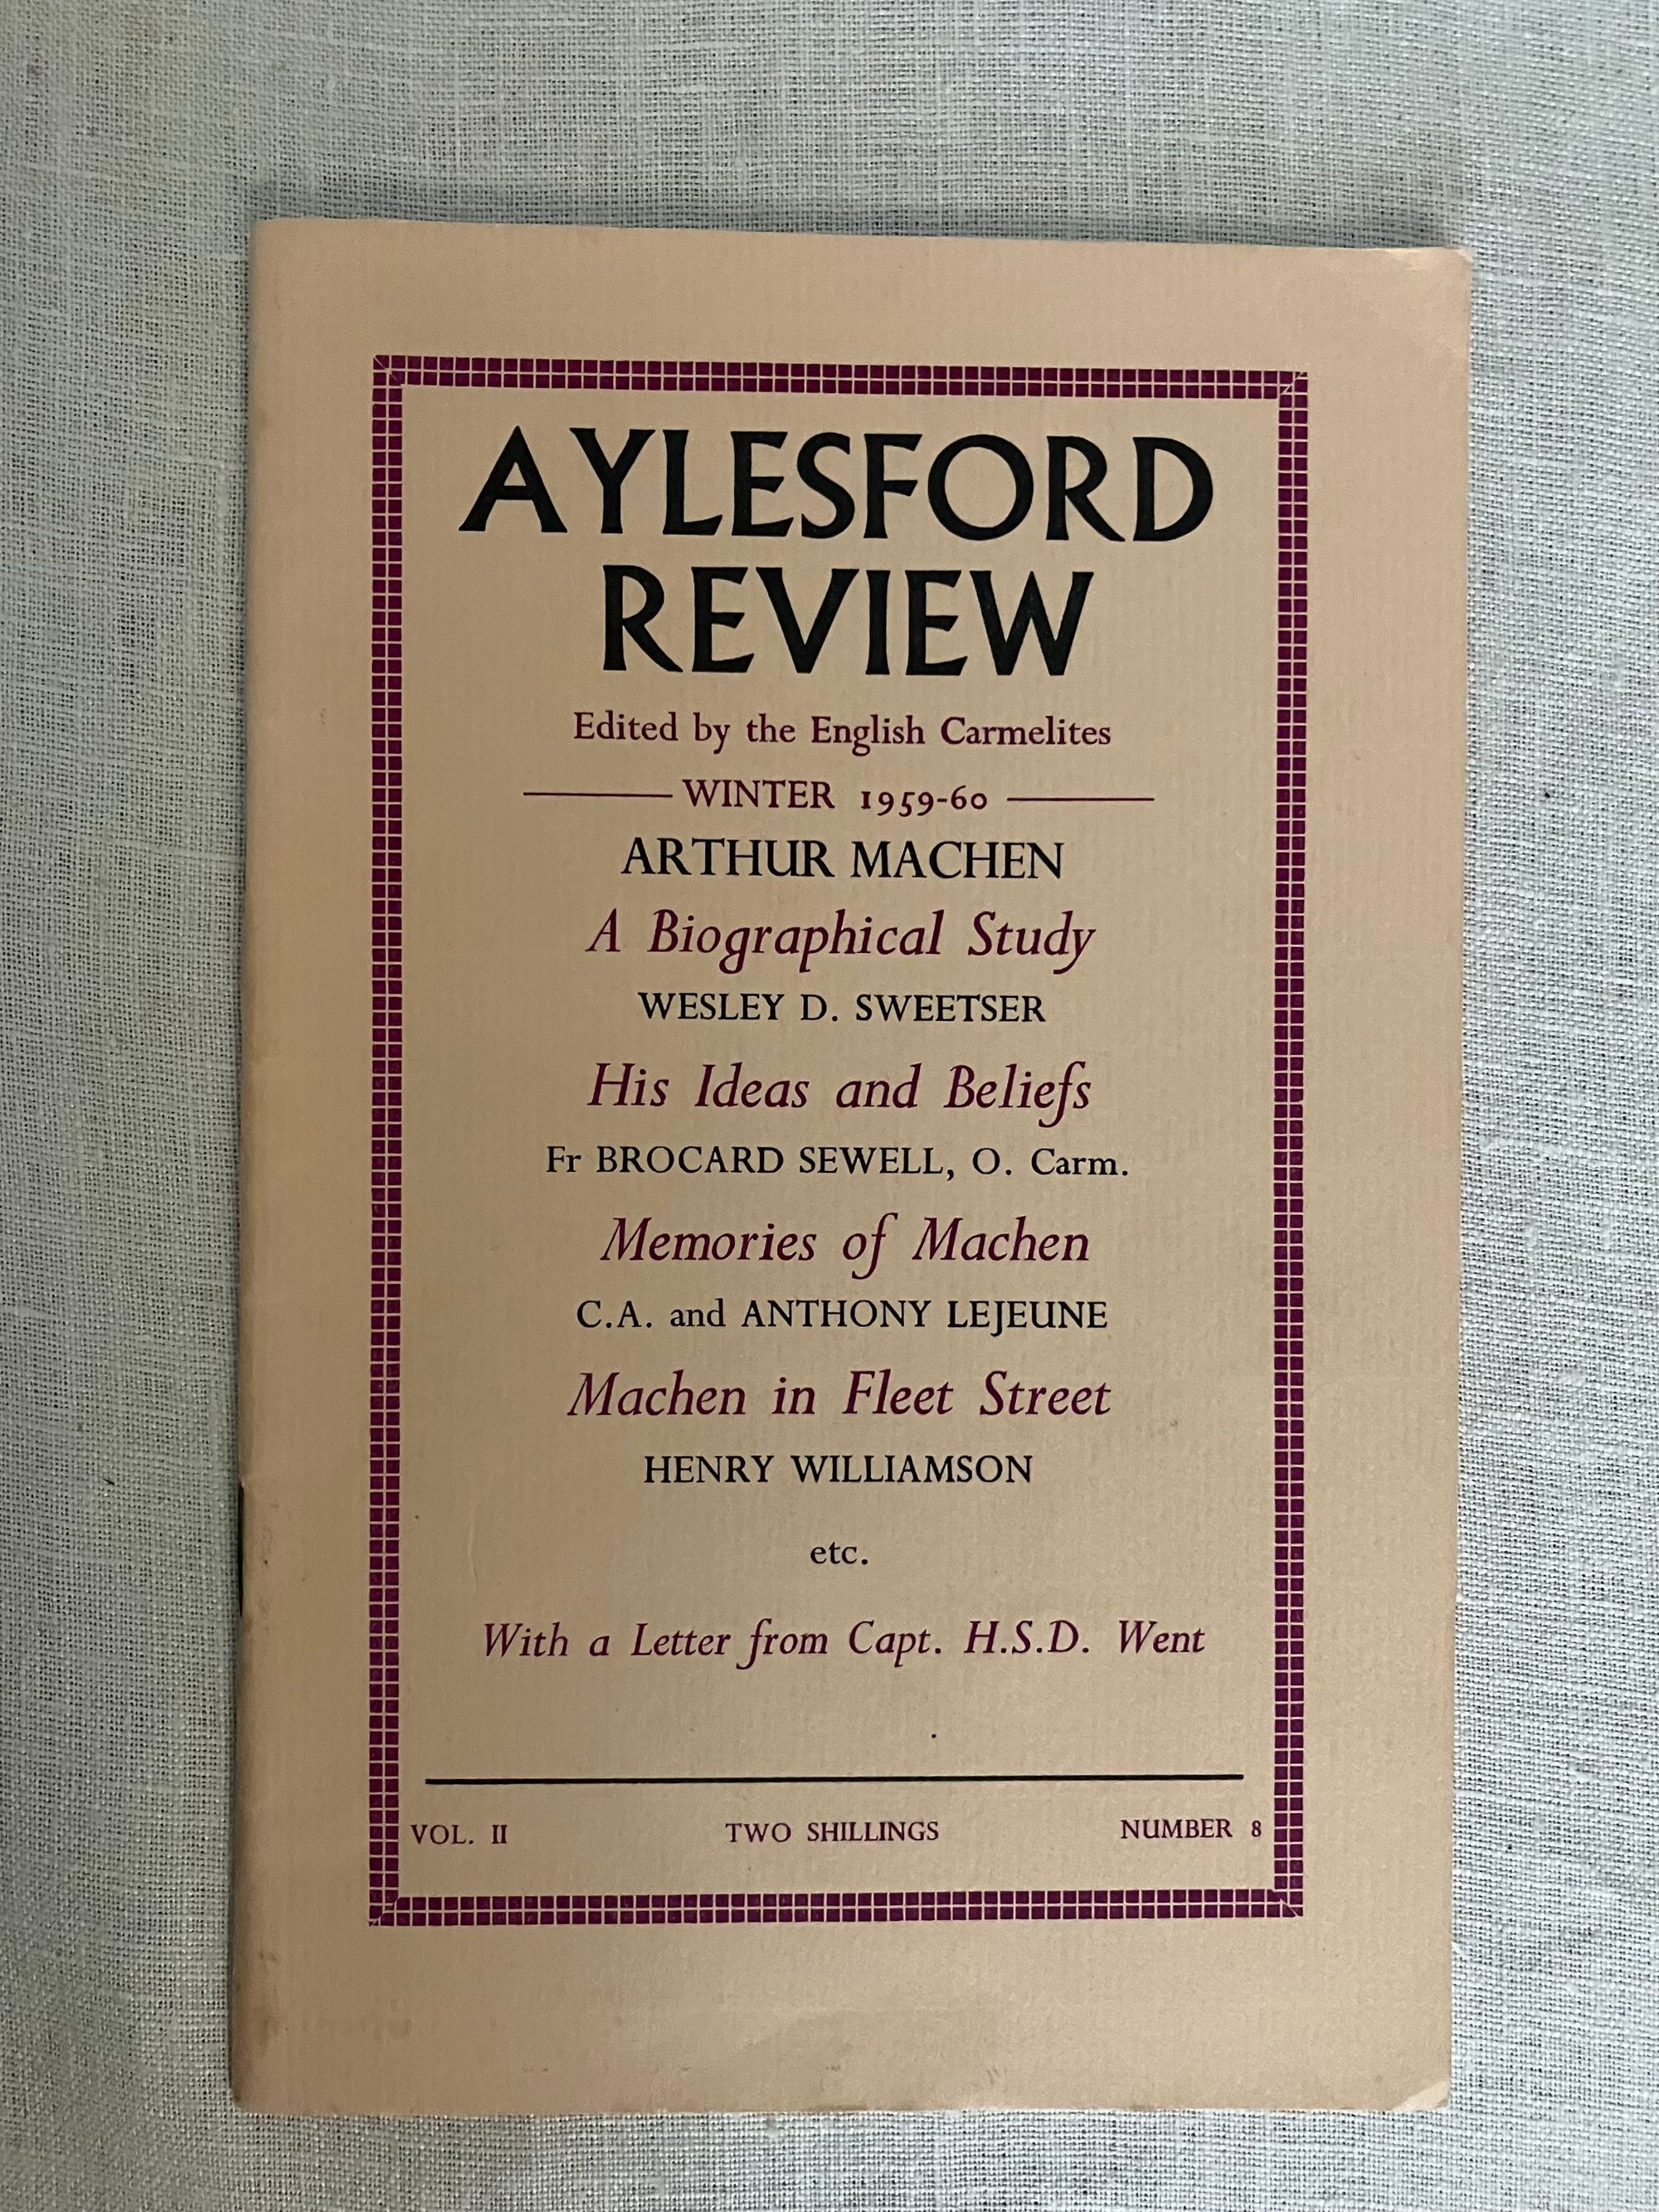 AYLESFORD
REVIEW
Edited by the English Carmelites
WINTER 1959-60
ARTHUR MACHEN
A Biographical Study
WESLEY D. SWEETSER
His Ideas and Beliefs
Fr BROCARD SEWELL, O. Carm.
Memories of Machen
C.A. and ANTHONY LEJEUNE
Machen in Fleet Street
HENRY WILLIAMSON
etc.
With a Letter from Capt. H.S.D. Went
VOL. II TWO SHILLINGS NUMBER 8